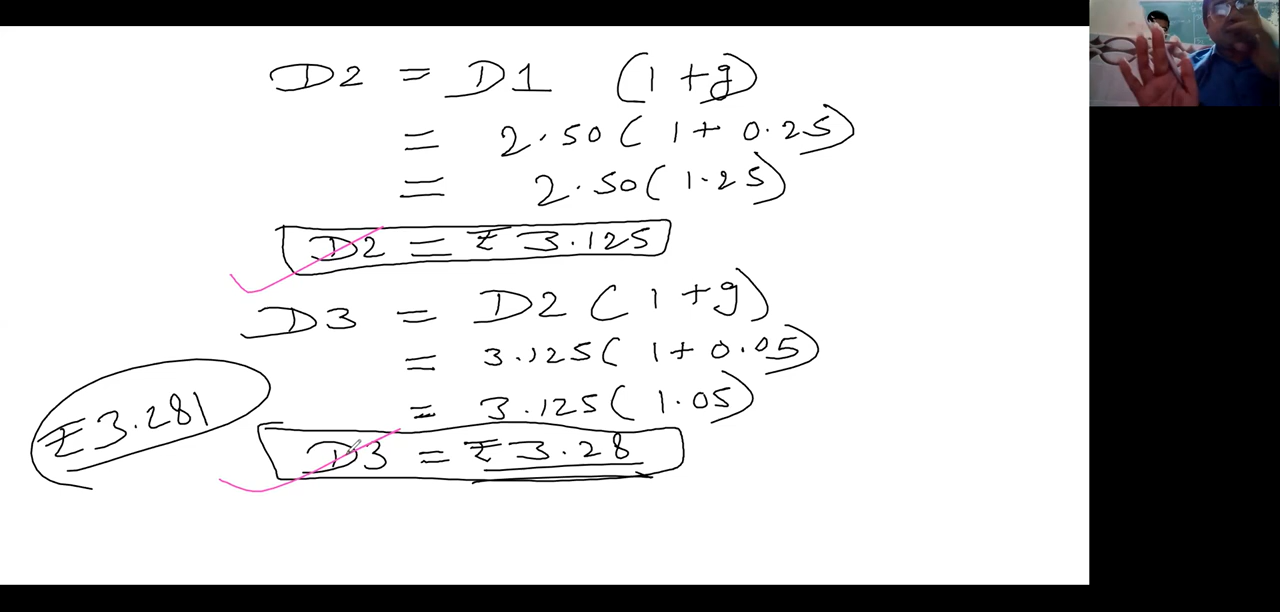 D2 = D1 (1+g)
= 2.50(1+0.25)
= 2.50(1.25)
D2 = ₹ 3.125
D3 = D2 (1+g)
= 3.125(1+0.05)
= 3.125(1.05)
₹3.281
D3 = ₹3.28